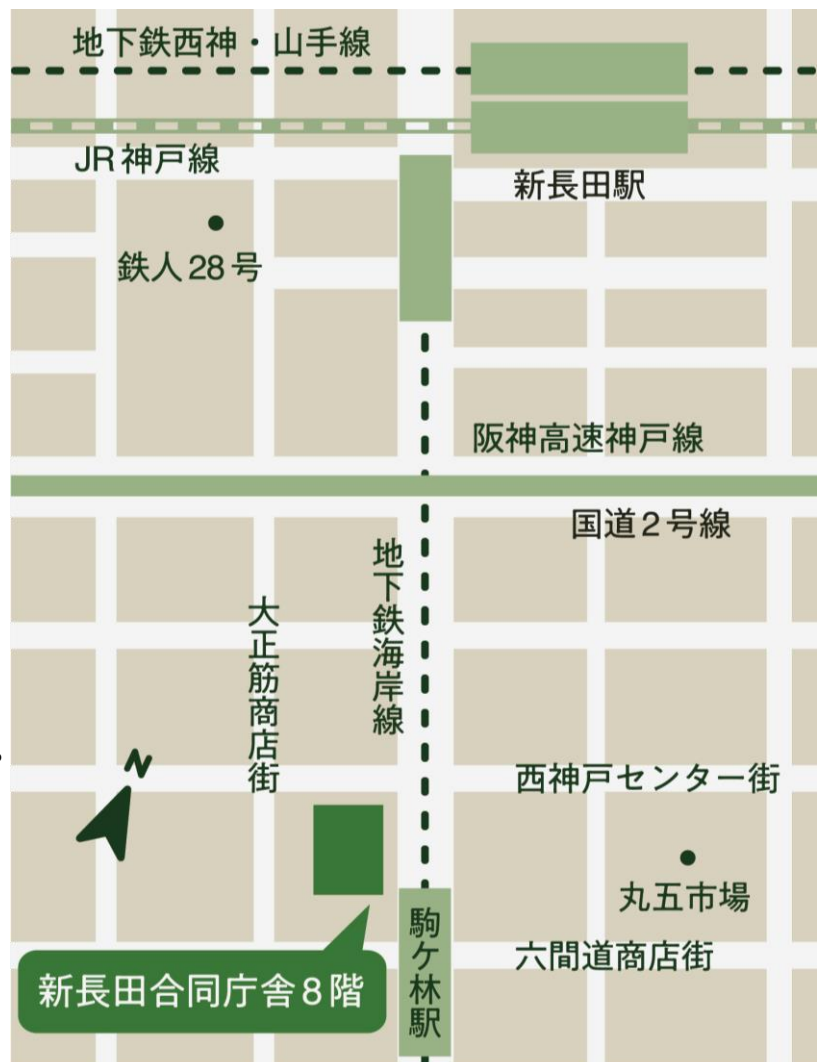 地下鉄西神・山手線
JR神戸線
新長田駅
鉄人28号
阪神高速神戸線
国道2号線
地下鉄海岸線
大正筋商店街
N
西神戸センター街
丸五市場
駒ケ林駅
六間道商店街
新長田合同庁舎8階